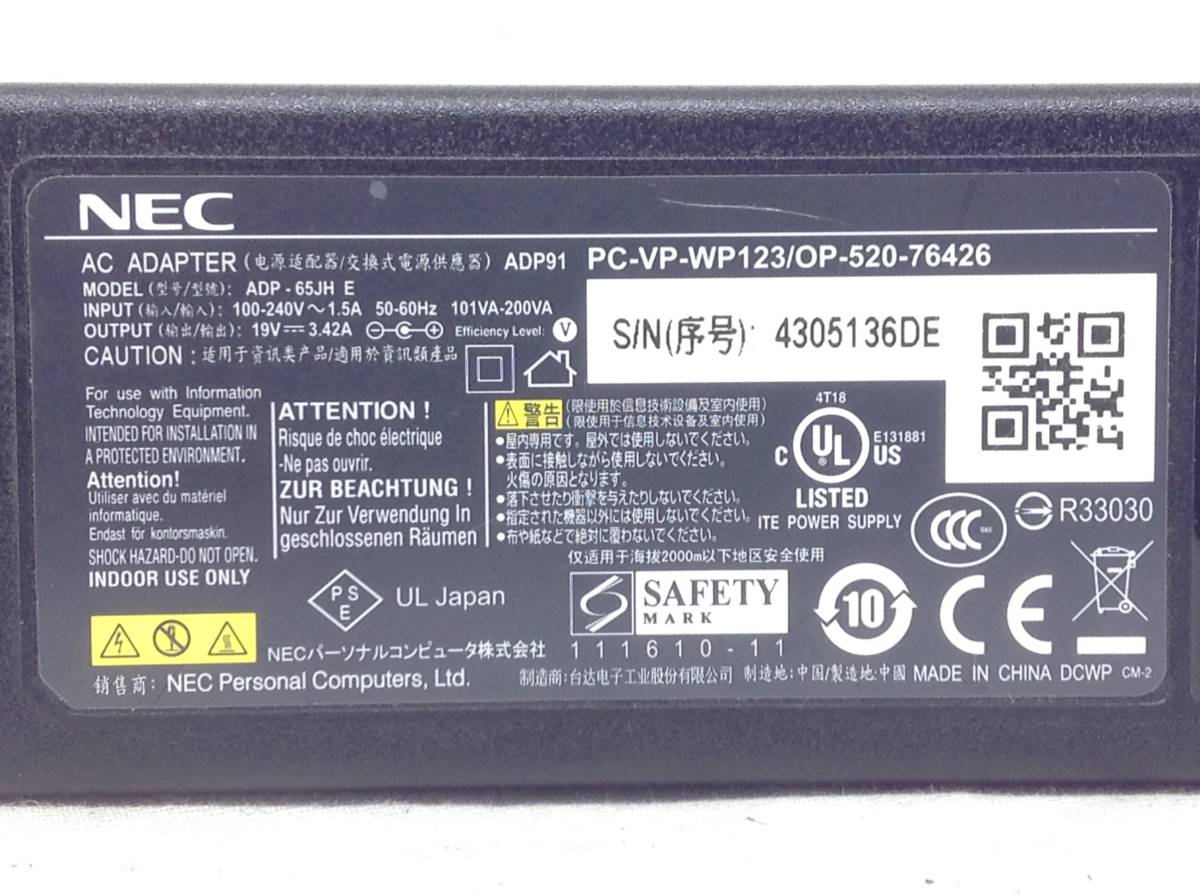 NEC
AC ADAPTER (电源适配器/交換式電源供應器) ADP91 PC-VP-WP123/OP-520-76426
MODEL (型号/型號): ADP-65JH E
INPUT (输入/輸入): 100-240V～1.5A 50-60Hz 101VA-200VA
OUTPUT (输出/輸出): 19V⎓3.42A Efficiency Level: V
CAUTION : 适用于资讯类产品/適用於資訊類產品
S/N(序号): 4305136DE
For use with Information
Technology Equipment.
INTENDED FOR INSTALLATION IN
A PROTECTED ENVIRONMENT.
Attention!
Utiliser avec du matériel
informatique.
Endast för kontorsmaskin.
SHOCK HAZARD-DO NOT OPEN.
INDOOR USE ONLY
ATTENTION !
Risque de choc électrique
-Ne pas ouvrir.
ZUR BEACHTUNG !
Nur Zur Verwendung In
geschlossenen Räumen
警告 (限使用於信息技術設備及室内使用)
(限使用于信息技术设备及室内使用)
●屋内専用です。屋外では使用しないでください。
●表面に接触しながら使用しないでください。
火傷の原因となります。
●落下させたり衝撃を与えたりしないでください。
●指定された機器以外には使用しないでください。
●布や紙などで絶対に覆わないでください。
仅适用于海拔2000m以下地区安全使用
4T18
C UL US E131881
®
LISTED
ITE POWER SUPPLY
CCC S&E
R33030
PS
E
UL Japan
SAFETY
MARK
111610-11
10
CE
NECパーソナルコンピュータ株式会社
销售商: NEC Personal Computers, Ltd.
制造商:台达电子工业股份有限公司 制造地:中国/製造地:中國 MADE IN CHINA DCWP CM-2